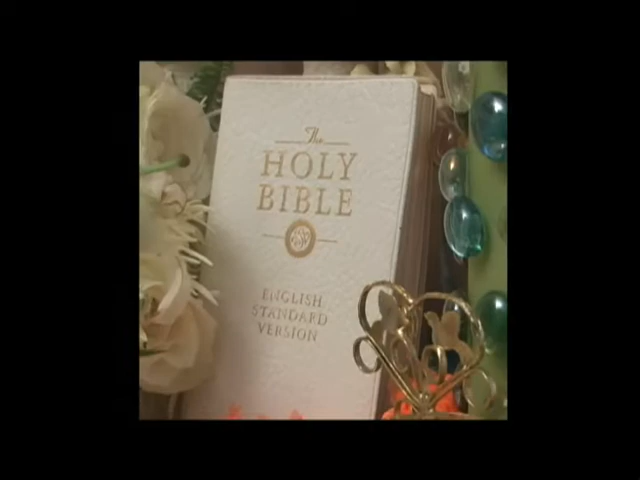 The
HOLY
BIBLE
ESV
ENGLISH
STANDARD
VERSION